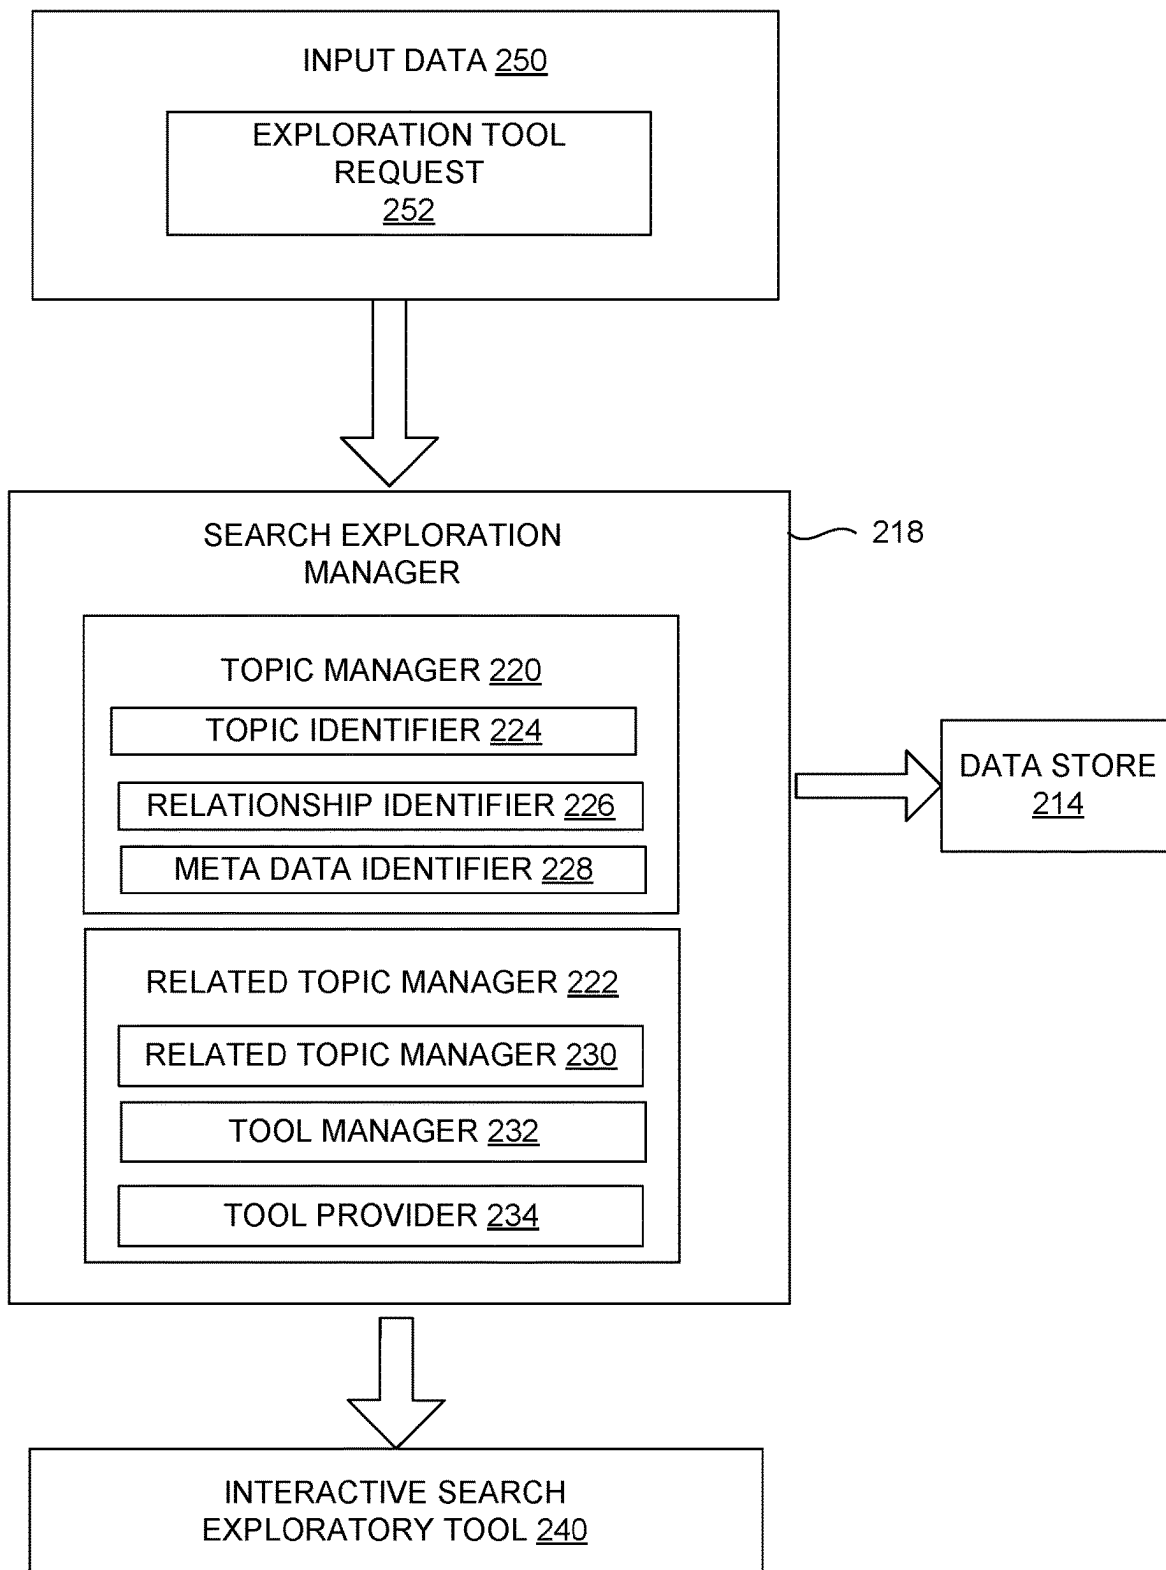 INPUT DATA 250
EXPLORATION TOOL
REQUEST
252
SEARCH EXPLORATION
MANAGER
218
TOPIC MANAGER 220
TOPIC IDENTIFIER 224
RELATIONSHIP IDENTIFIER 226
META DATA IDENTIFIER 228
DATA STORE
214
RELATED TOPIC MANAGER 222
RELATED TOPIC MANAGER 230
TOOL MANAGER 232
TOOL PROVIDER 234
INTERACTIVE SEARCH
EXPLORATORY TOOL 240